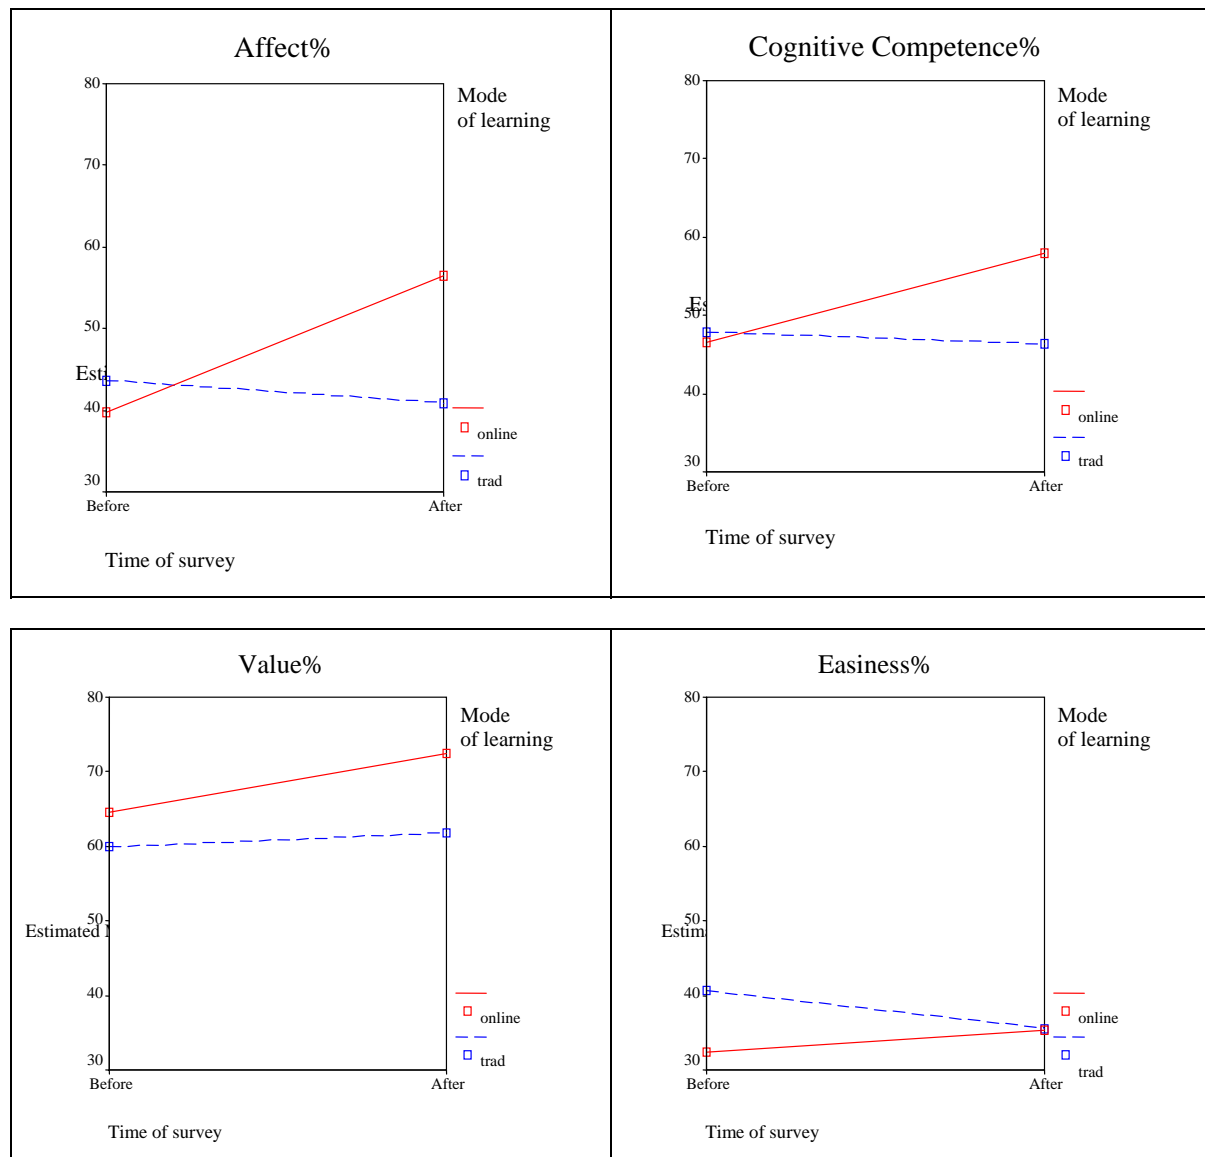 Affect%
80
70
60
50
40
30
Esti
Before
After
Time of survey
Mode
of learning
online
trad
Cognitive Competence%
80
70
60
50
40
30
Es
Before
After
Time of survey
Mode
of learning
online
trad
Value%
80
70
60
50
40
30
Estimated
Before
After
Time of survey
Mode
of learning
online
trad
Easiness%
80
70
60
50
40
30
Estima
Before
After
Time of survey
Mode
of learning
online
trad